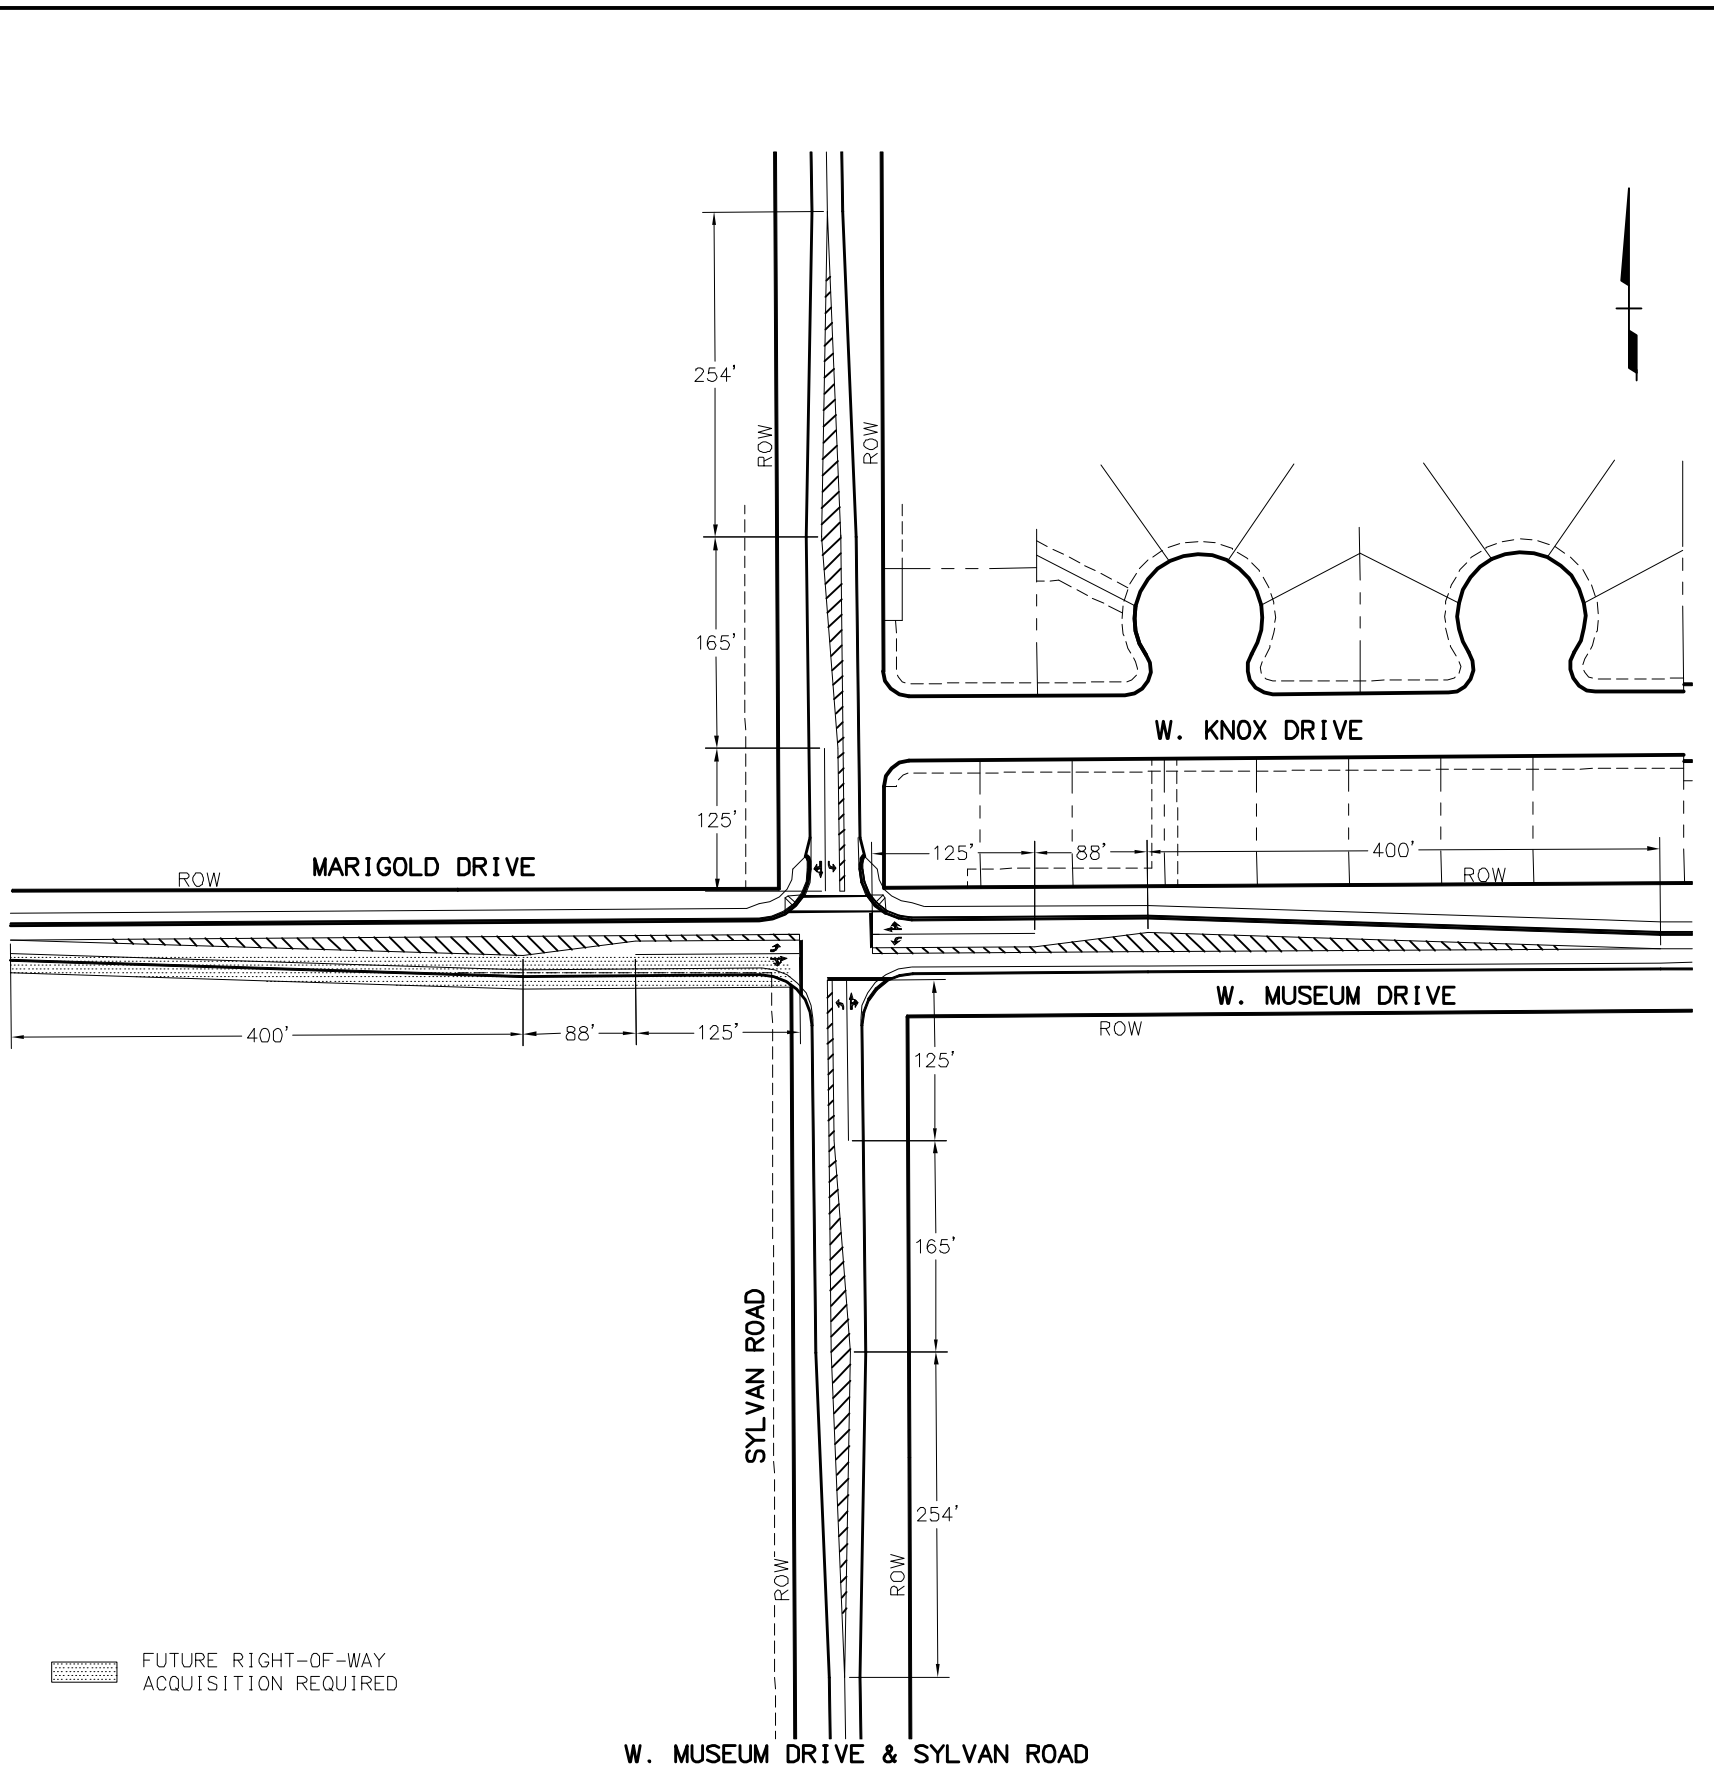 254'
ROW
ROW
165'
W. KNOX DRIVE
125'
125'
88'
400'
MARIGOLD DRIVE
ROW
ROW
W. MUSEUM DRIVE
ROW
400'
88'
125'
125'
165'
SYLVAN ROAD
254'
ROW
ROW
FUTURE RIGHT-OF-WAY
ACQUISITION REQUIRED
W. MUSEUM DRIVE & SYLVAN ROAD